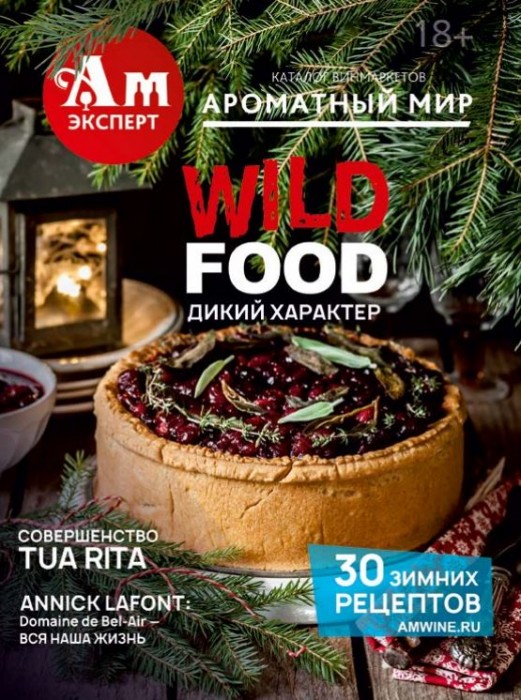 18+
Ам
ЭКСПЕРТ
КАТАЛОГ ВИНМАРКЕТОВ
АРОМАТНЫЙ МИР
WILD
FOOD
ДИКИЙ ХАРАКТЕР
СОВЕРШЕНСТВО
TUA RITA
ANNICK LAFONT:
Domaine de Bel-Air —
ВСЯ НАША ЖИЗНЬ
30 ЗИМНИХ
РЕЦЕПТОВ
AMWINE.RU